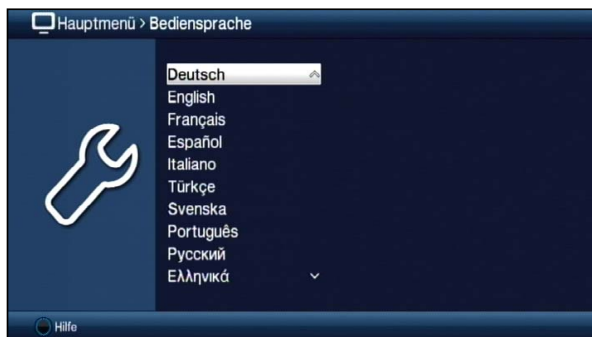 Hauptmenü > Bediensprache
Deutsch
English
Français
Español
Italiano
Türkçe
Svenska
Português
Русский
Ελληνικά
Hilfe